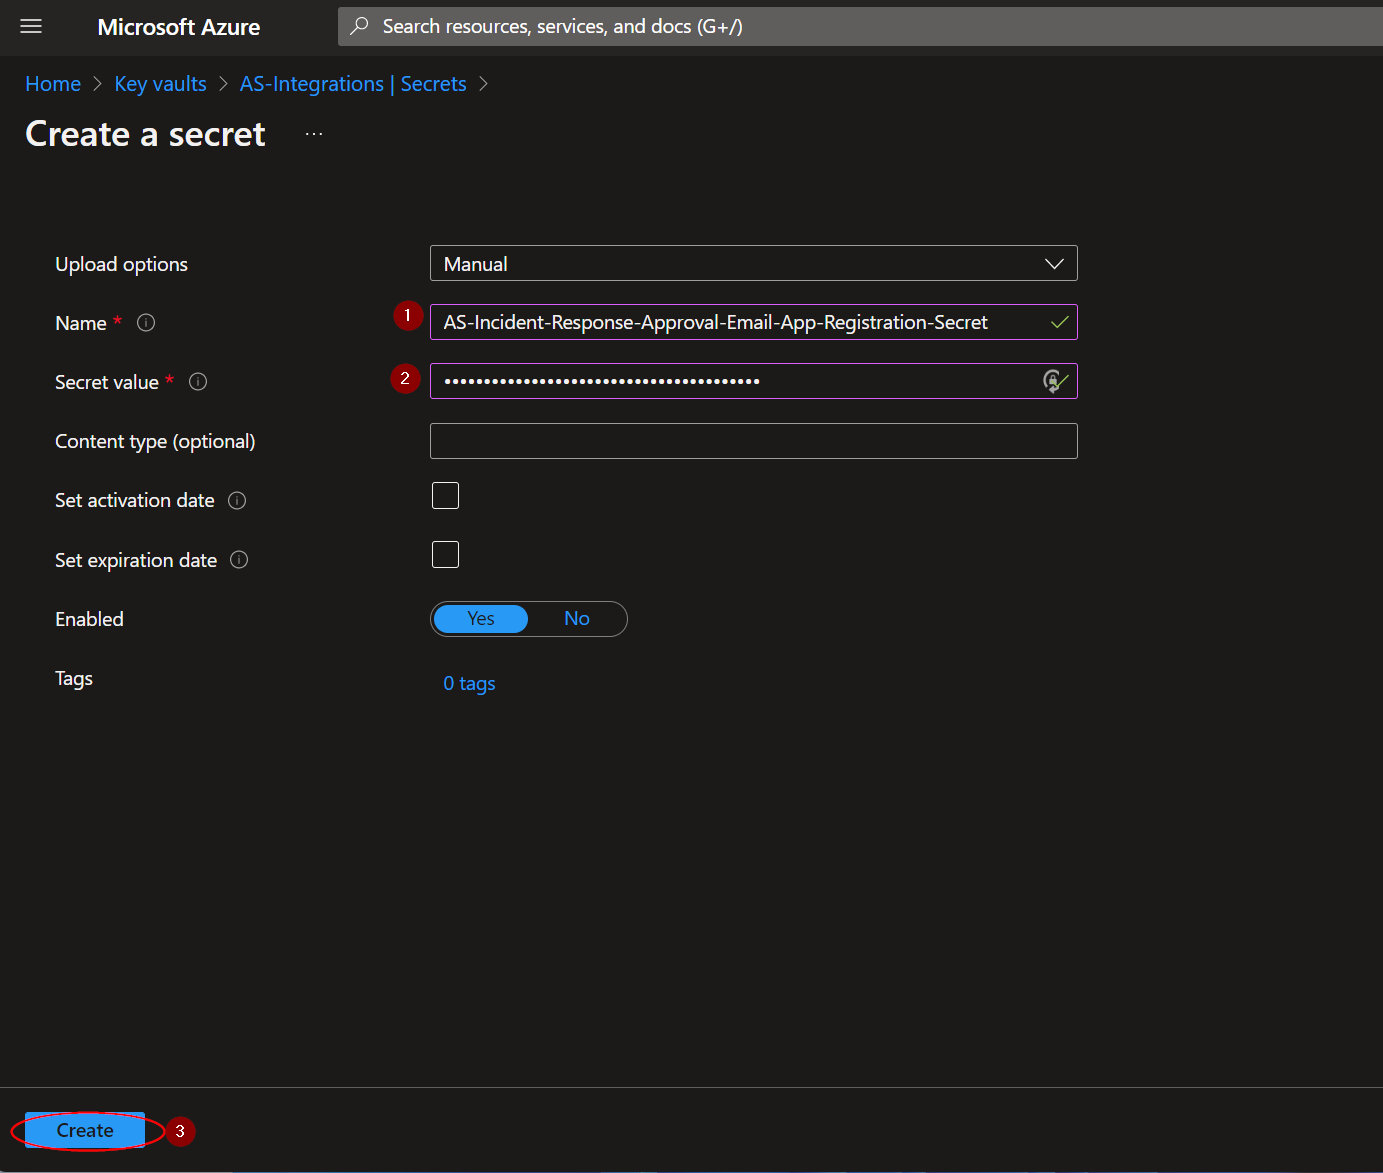 Microsoft Azure
Search resources, services, and docs (G+/)
Home > Key vaults > AS-Integrations | Secrets >
Create a secret ...
Upload options Manual
Name * 1 AS-Incident-Response-Approval-Email-App-Registration-Secret
Secret value * 2 ••••••••••••••••••••••••••••••••••••••••
Content type (optional)
Set activation date
Set expiration date
Enabled Yes No
Tags 0 tags
Create 3